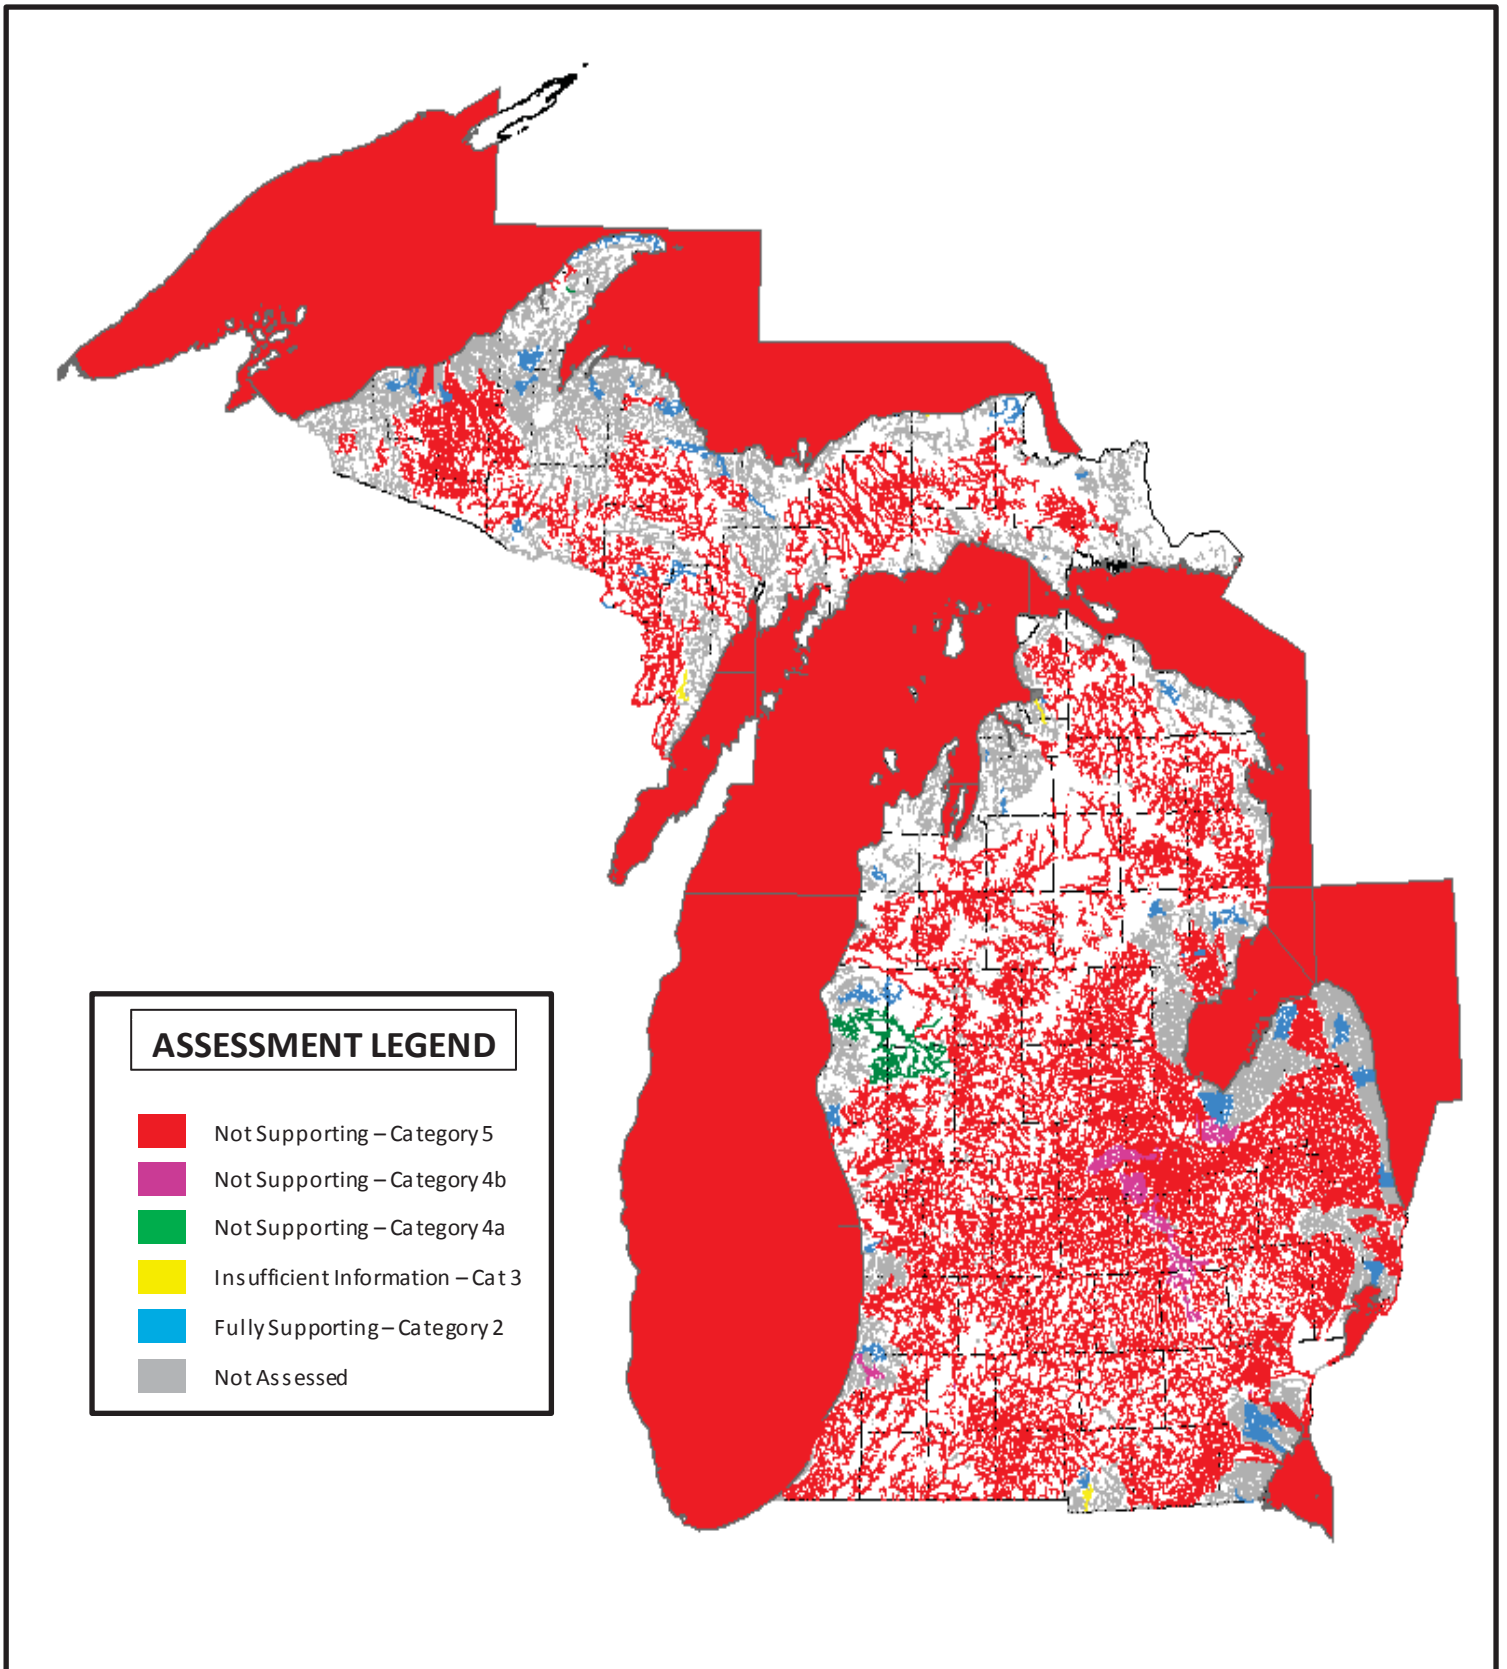 ASSESSMENT LEGEND
Not Supporting – Category 5
Not Supporting – Category 4b
Not Supporting – Category 4a
Insufficient Information – Cat 3
Fully Supporting – Category 2
Not Assessed